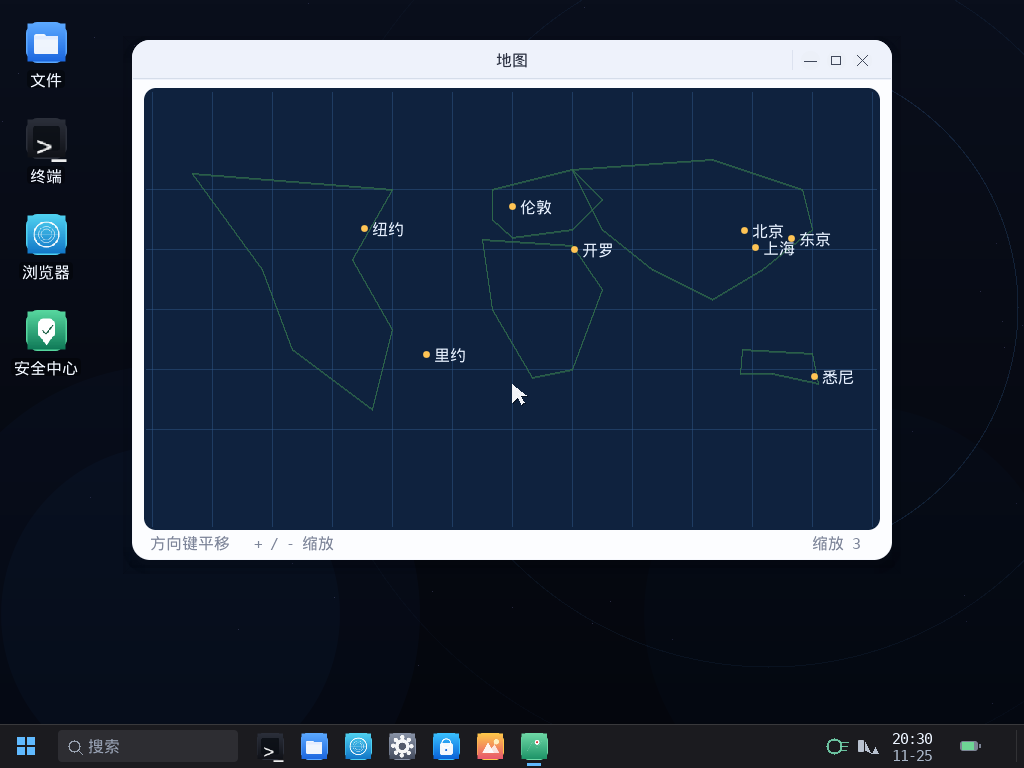 文件
终端
浏览器
安全中心
地图
伦敦
纽约
北京
东京
上海
开罗
里约
悉尼
方向键平移 + / - 缩放
缩放 3
搜索
20:30
11-25